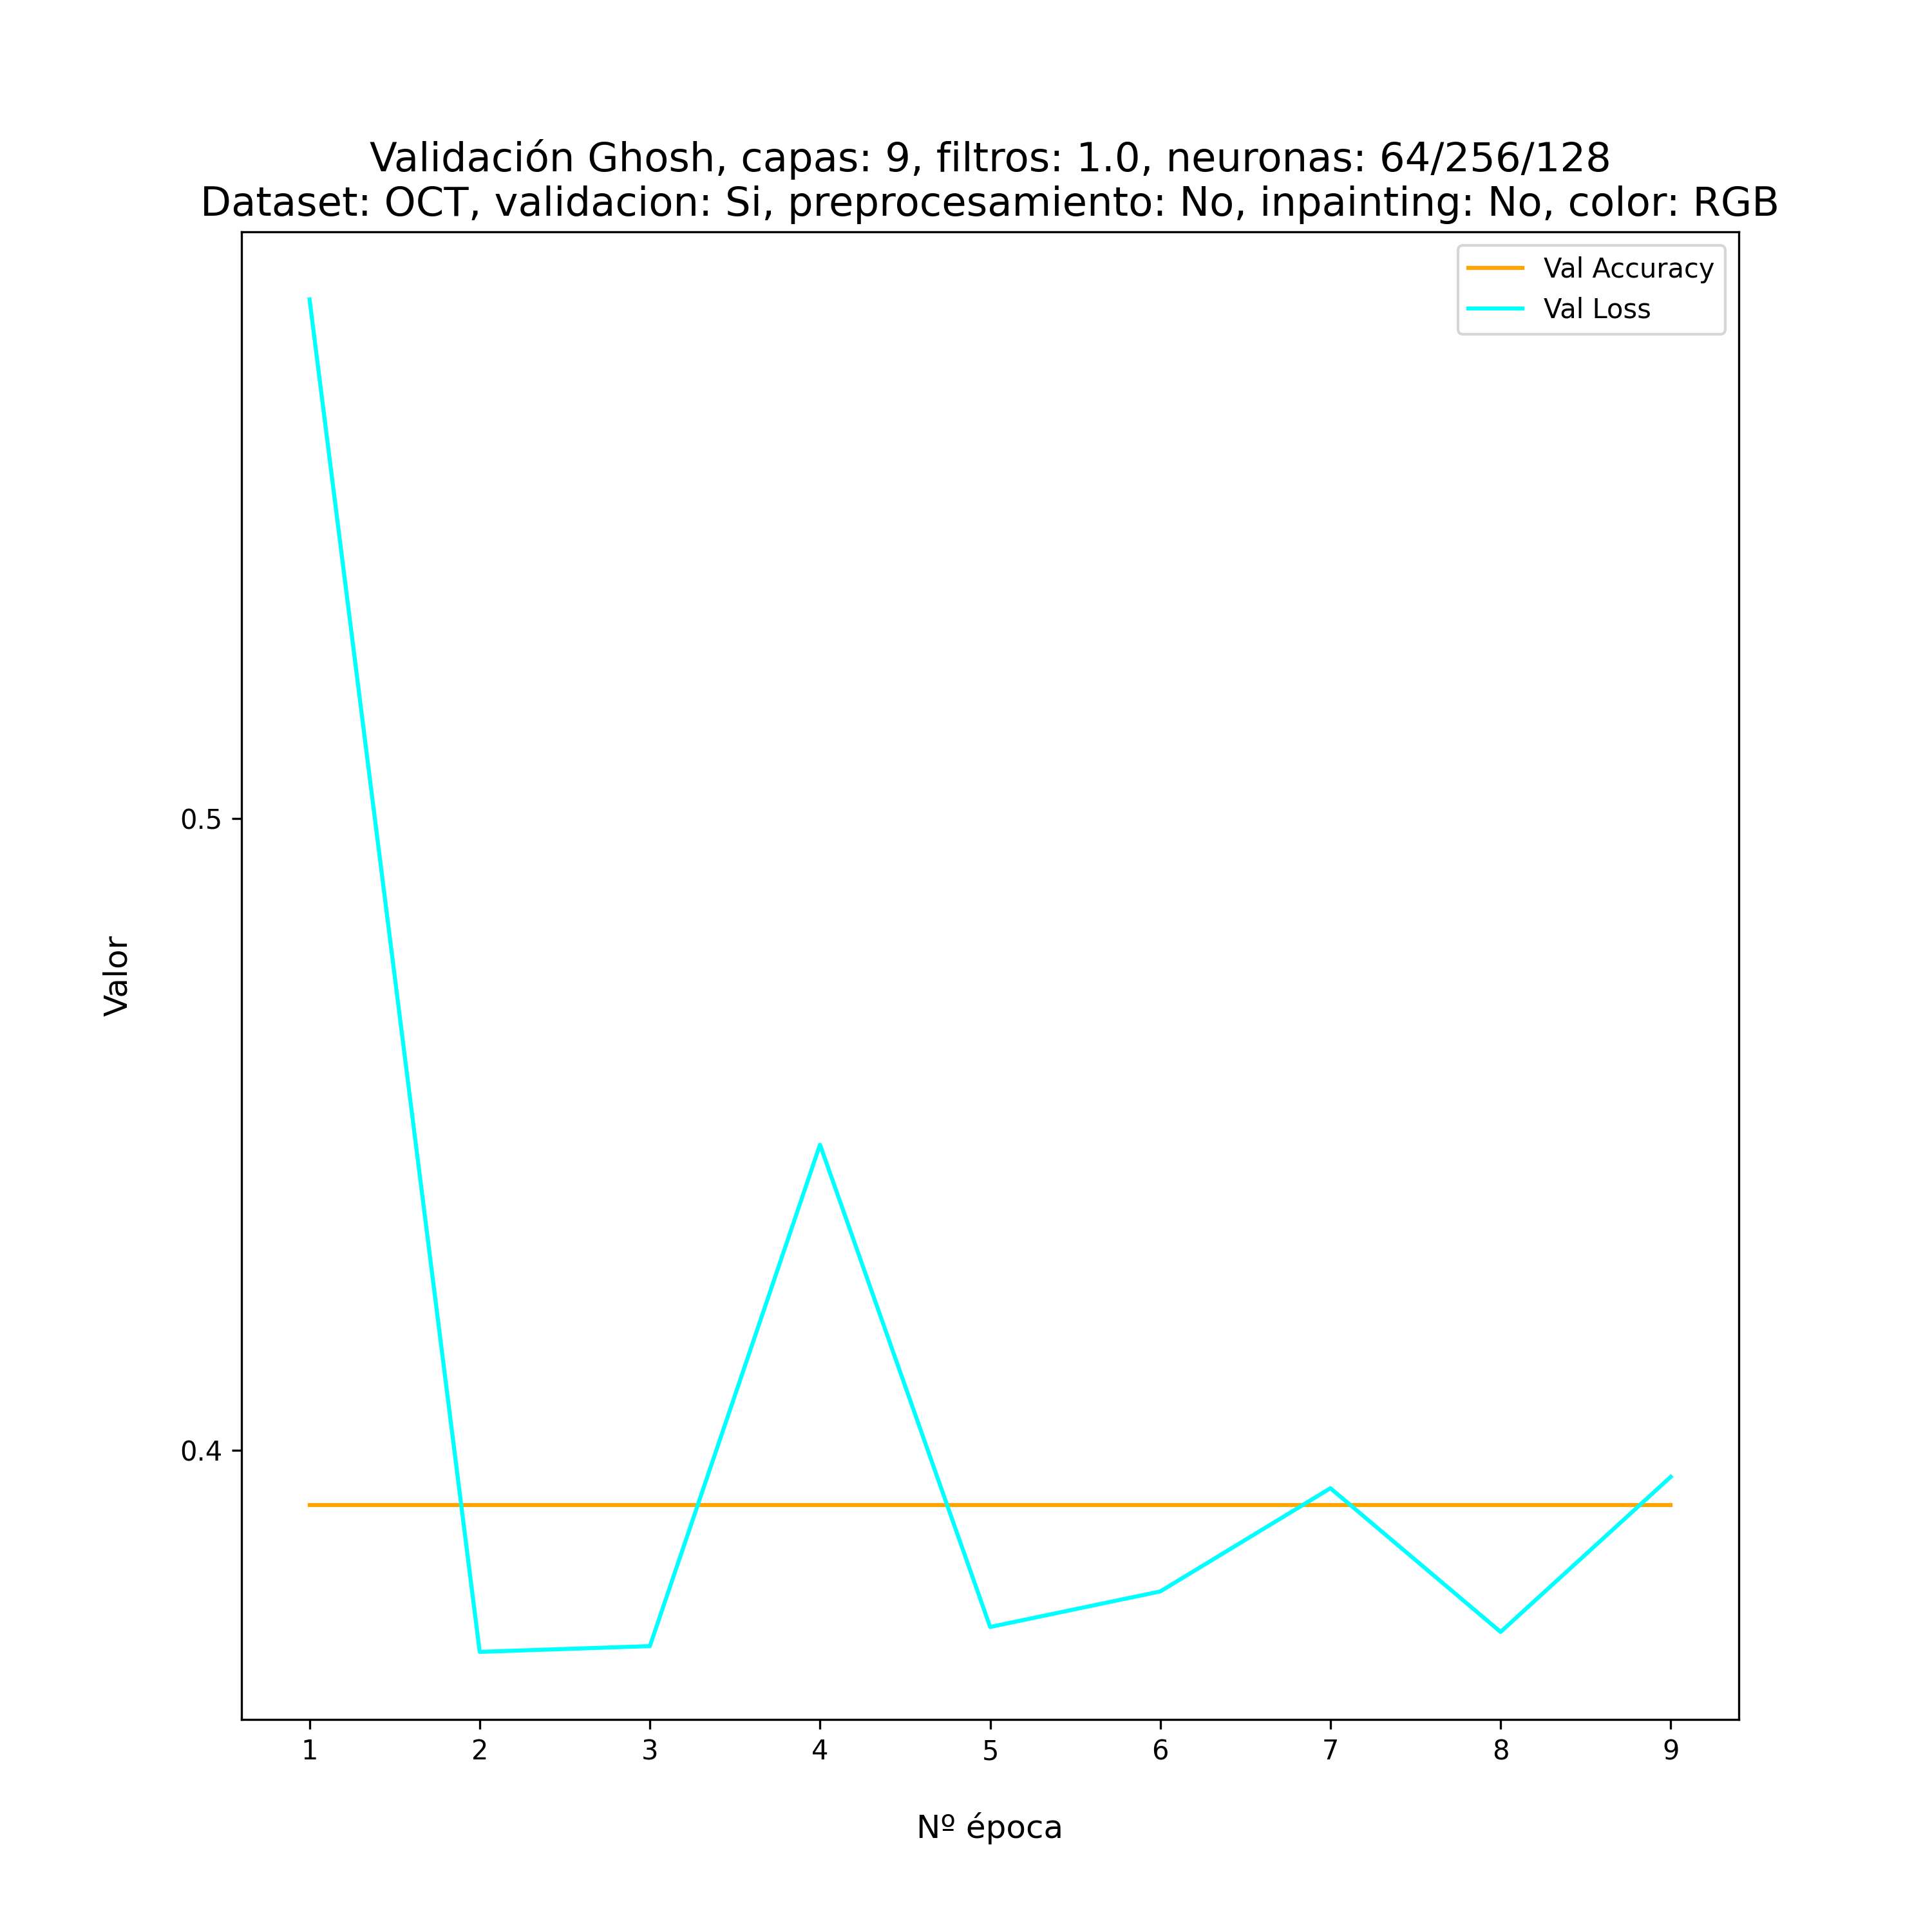 Validación Ghosh, capas: 9, filtros: 1.0, neuronas: 64/256/128
Dataset: OCT, validacion: Si, preprocesamiento: No, inpainting: No, color: RGB
Val Accuracy
Val Loss
Valor
0.5
0.4
1 2 3 4 5 6 7 8 9
Nº época